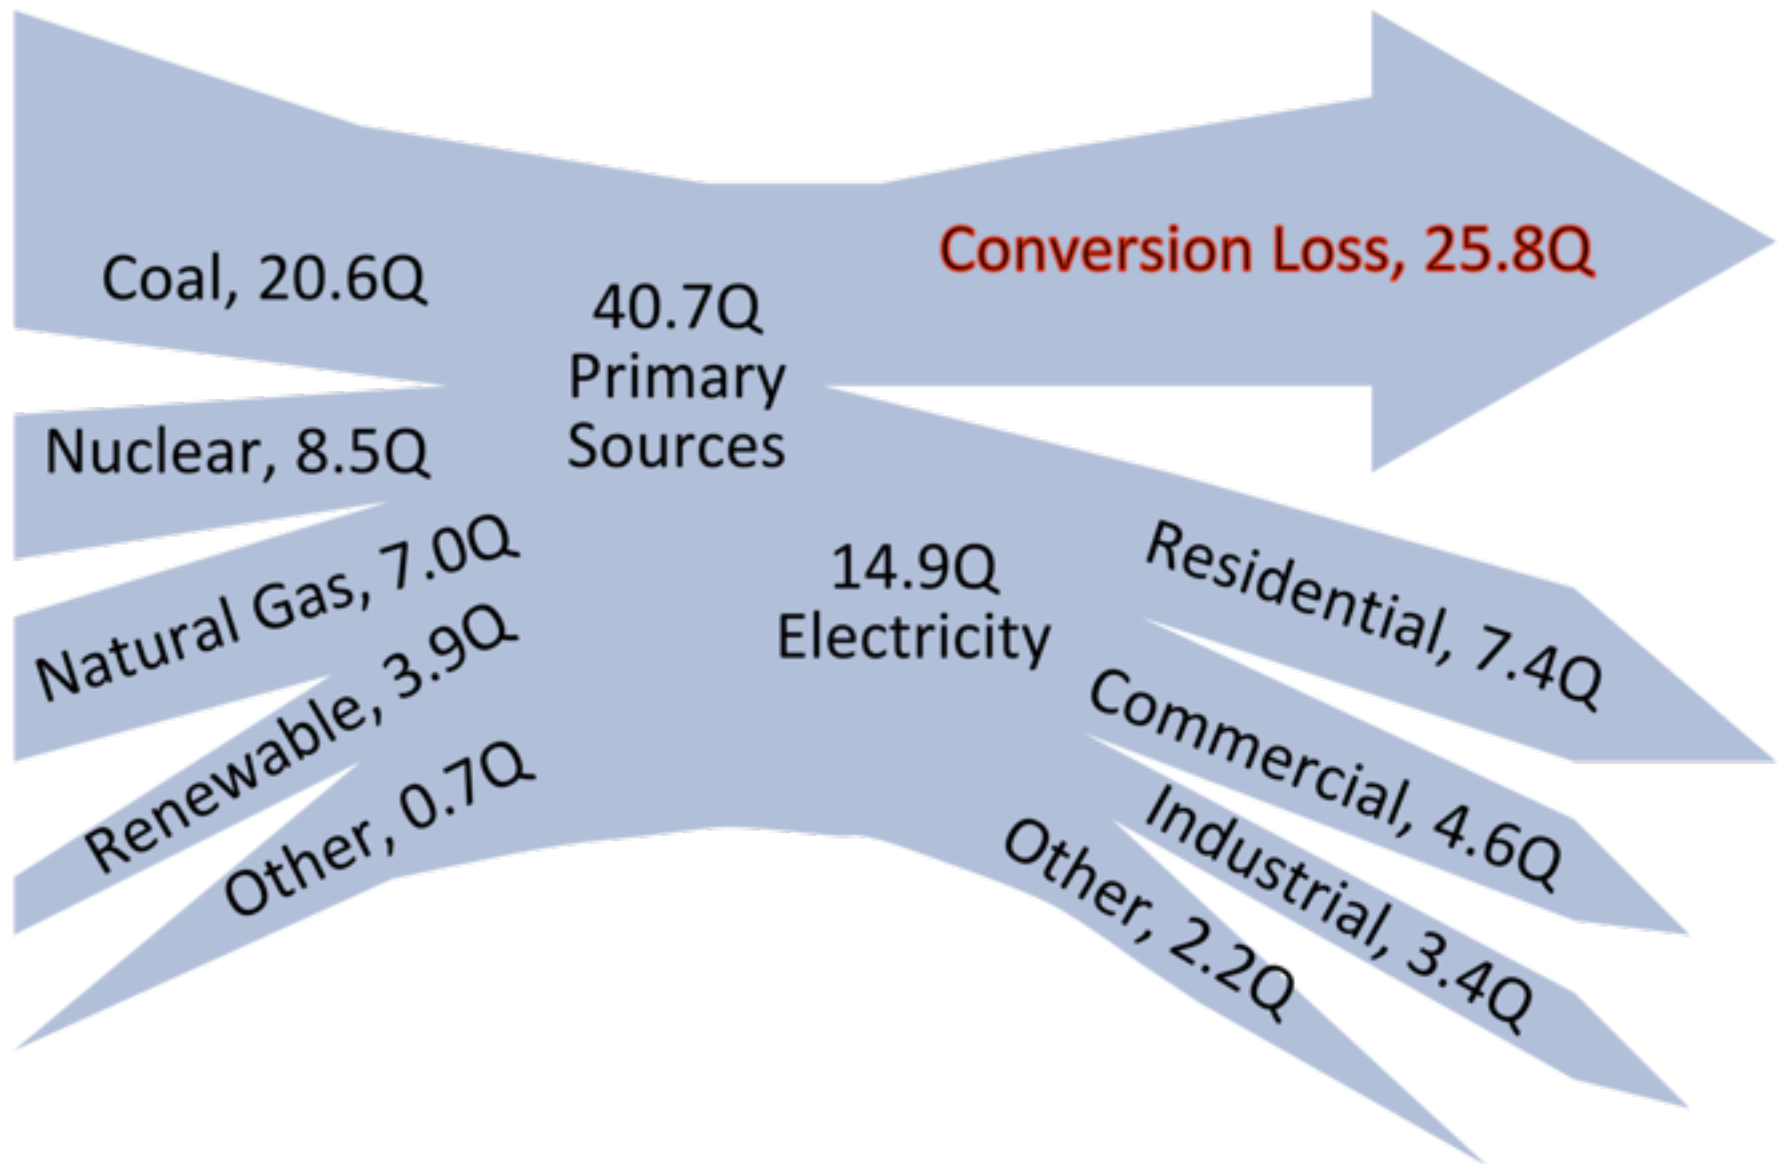 Coal, 20.6Q
Nuclear, 8.5Q
Natural Gas, 7.0Q
Renewable, 3.9Q
Other, 0.7Q
40.7Q
Primary
Sources
14.9Q
Electricity
Conversion Loss, 25.8Q
Residential, 7.4Q
Commercial, 4.6Q
Industrial, 3.4Q
Other, 2.2Q